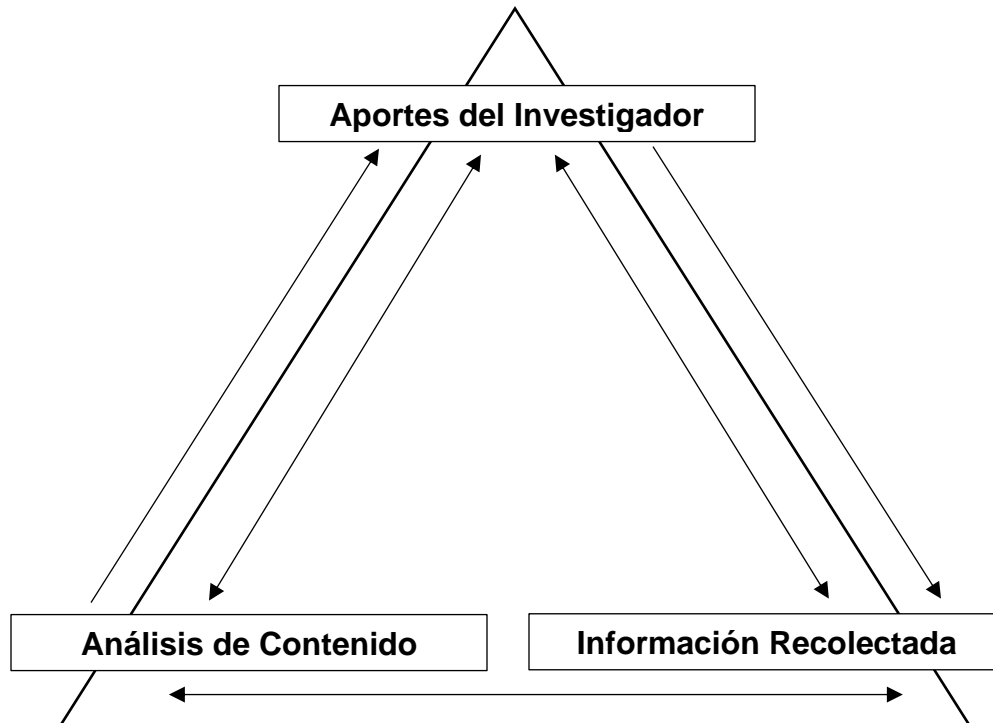 Aportes del Investigador
Análisis de Contenido
Información Recolectada